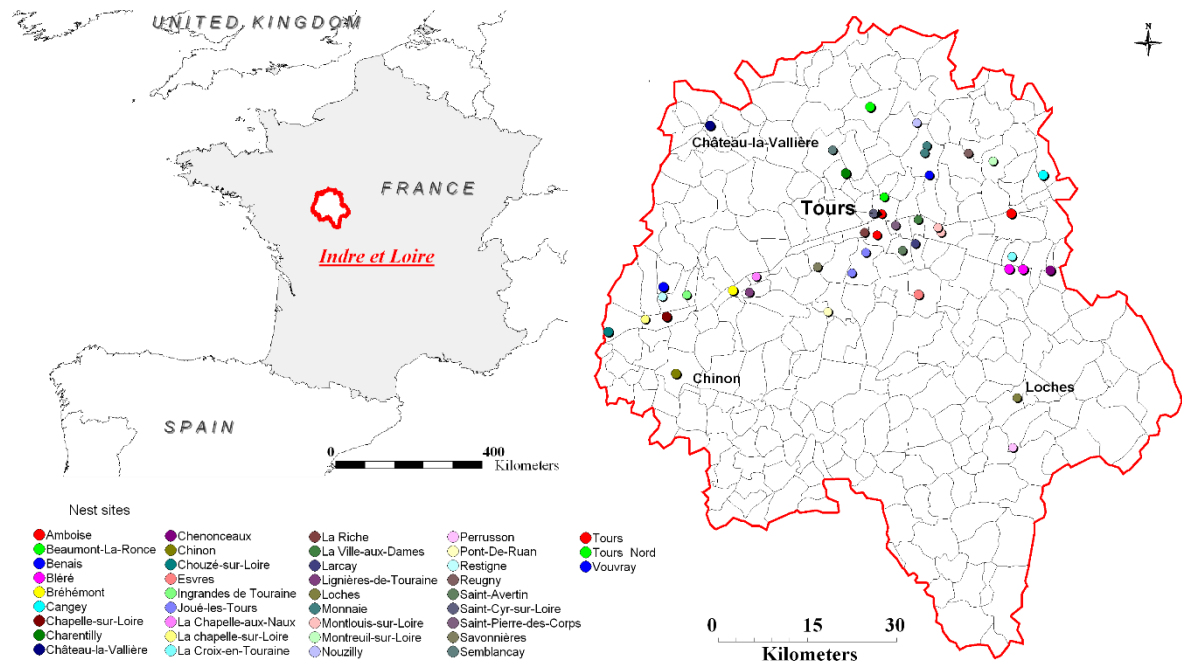 UNITED KINGDOM
FRANCE
Indre et Loire
SPAIN
0 400
Kilometers
N
Château-la-Vallière
Tours
Chinon
Loches
0 15 30
Kilometers
Nest sites
Amboise
Beaumont-La-Ronce
Benais
Bléré
Bréhémont
Cangey
Chapelle-sur-Loire
Charentilly
Château-la-Vallière
Chenonceaux
Chinon
Chouzé-sur-Loire
Esvres
Ingrandes de Touraine
Joué-les-Tours
La Chapelle-aux-Naux
La chapelle-sur-Loire
La Croix-en-Touraine
La Riche
La Ville-aux-Dames
Larcay
Lignières-de-Touraine
Loches
Monnaie
Montlouis-sur-Loire
Montreuil-sur-Loire
Nouzilly
Perrusson
Pont-De-Ruan
Restigne
Reugny
Saint-Avertin
Saint-Cyr-sur-Loire
Saint-Pierre-des-Corps
Savonnières
Semblancay
Tours
Tours Nord
Vouvray